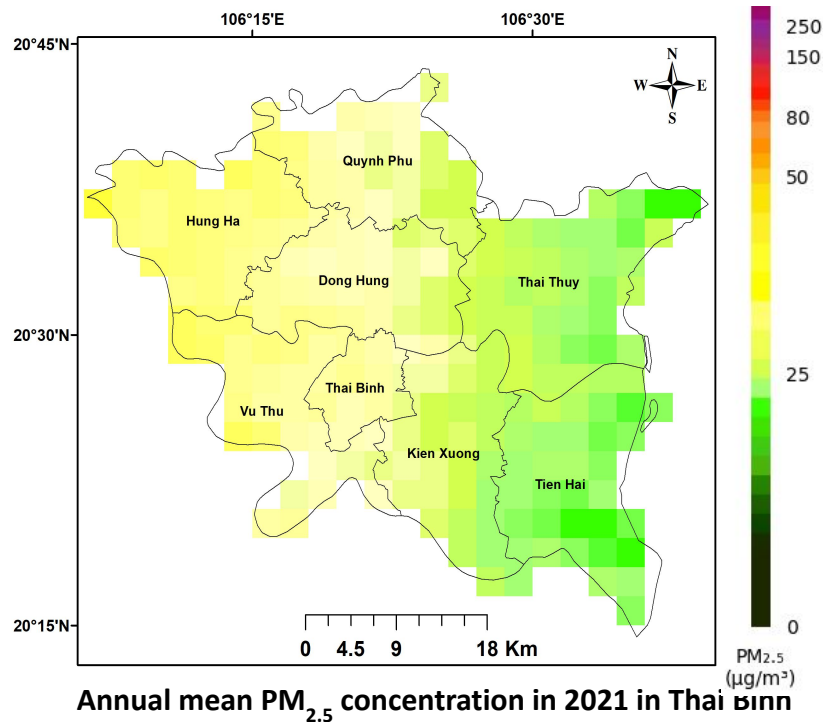 106°15'E 106°30'E
20°45'N
N
W E
S
250
150
80
50
25
0
Quynh Phu
Hung Ha
Dong Hung
Thai Thuy
20°30'N
Thai Binh
Vu Thu
Kien Xuong
Tien Hai
20°15'N
0 4.5 9 18 Km
PM2.5
(µg/m³)
Annual mean PM2.5 concentration in 2021 in Thai Binh